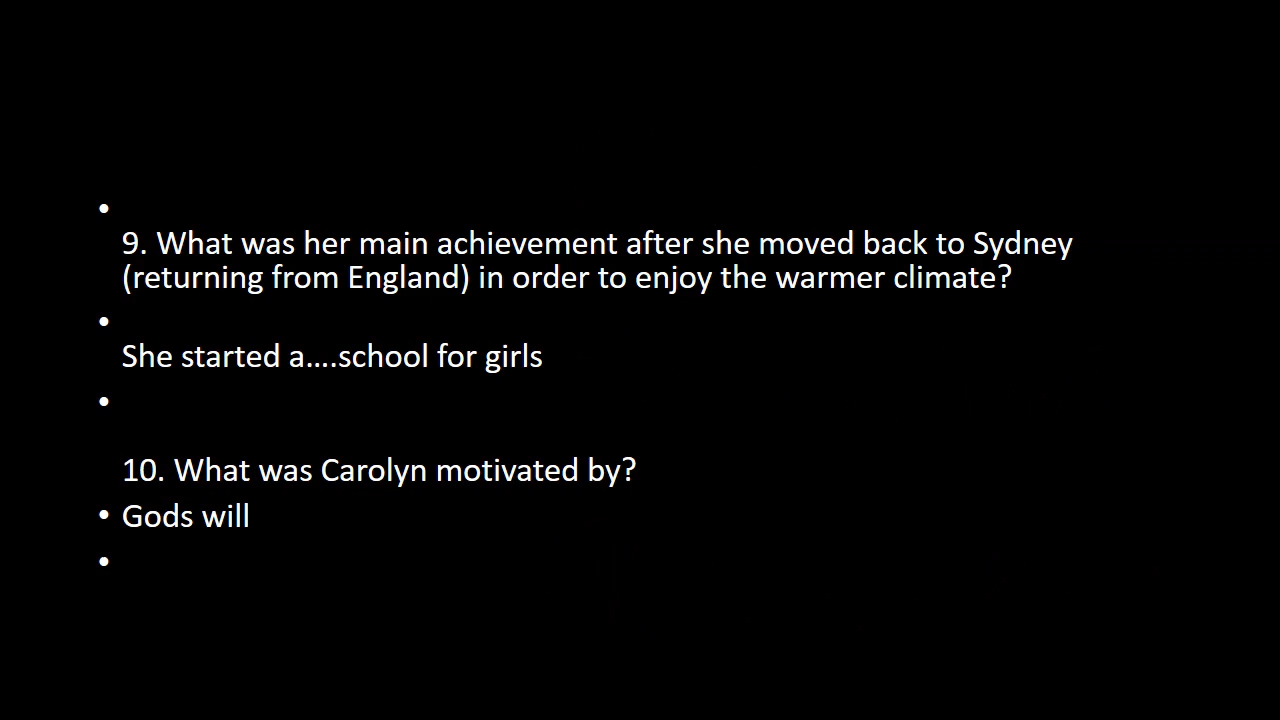 9. What was her main achievement after she moved back to Sydney
(returning from England) in order to enjoy the warmer climate?
She started a....school for girls
10. What was Carolyn motivated by?
Gods will